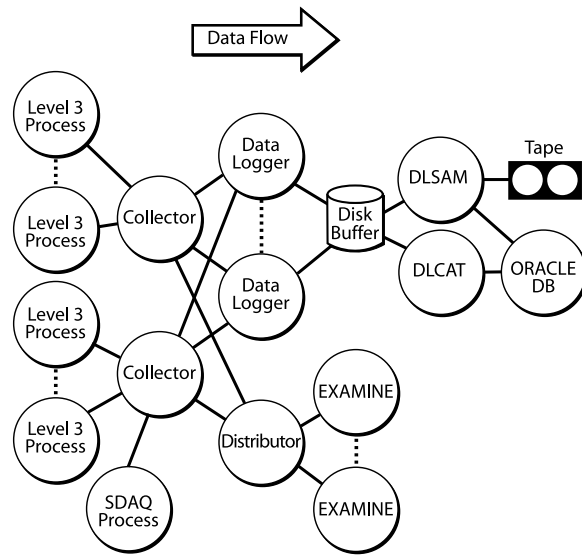 Data Flow
Level 3
Process
Level 3
Process
Collector
Data
Logger
Data
Logger
Disk
Buffer
DLSAM
Tape
DLCAT
ORACLE
DB
Level 3
Process
Level 3
Process
Collector
SDAQ
Process
Distributor
EXAMINE
EXAMINE